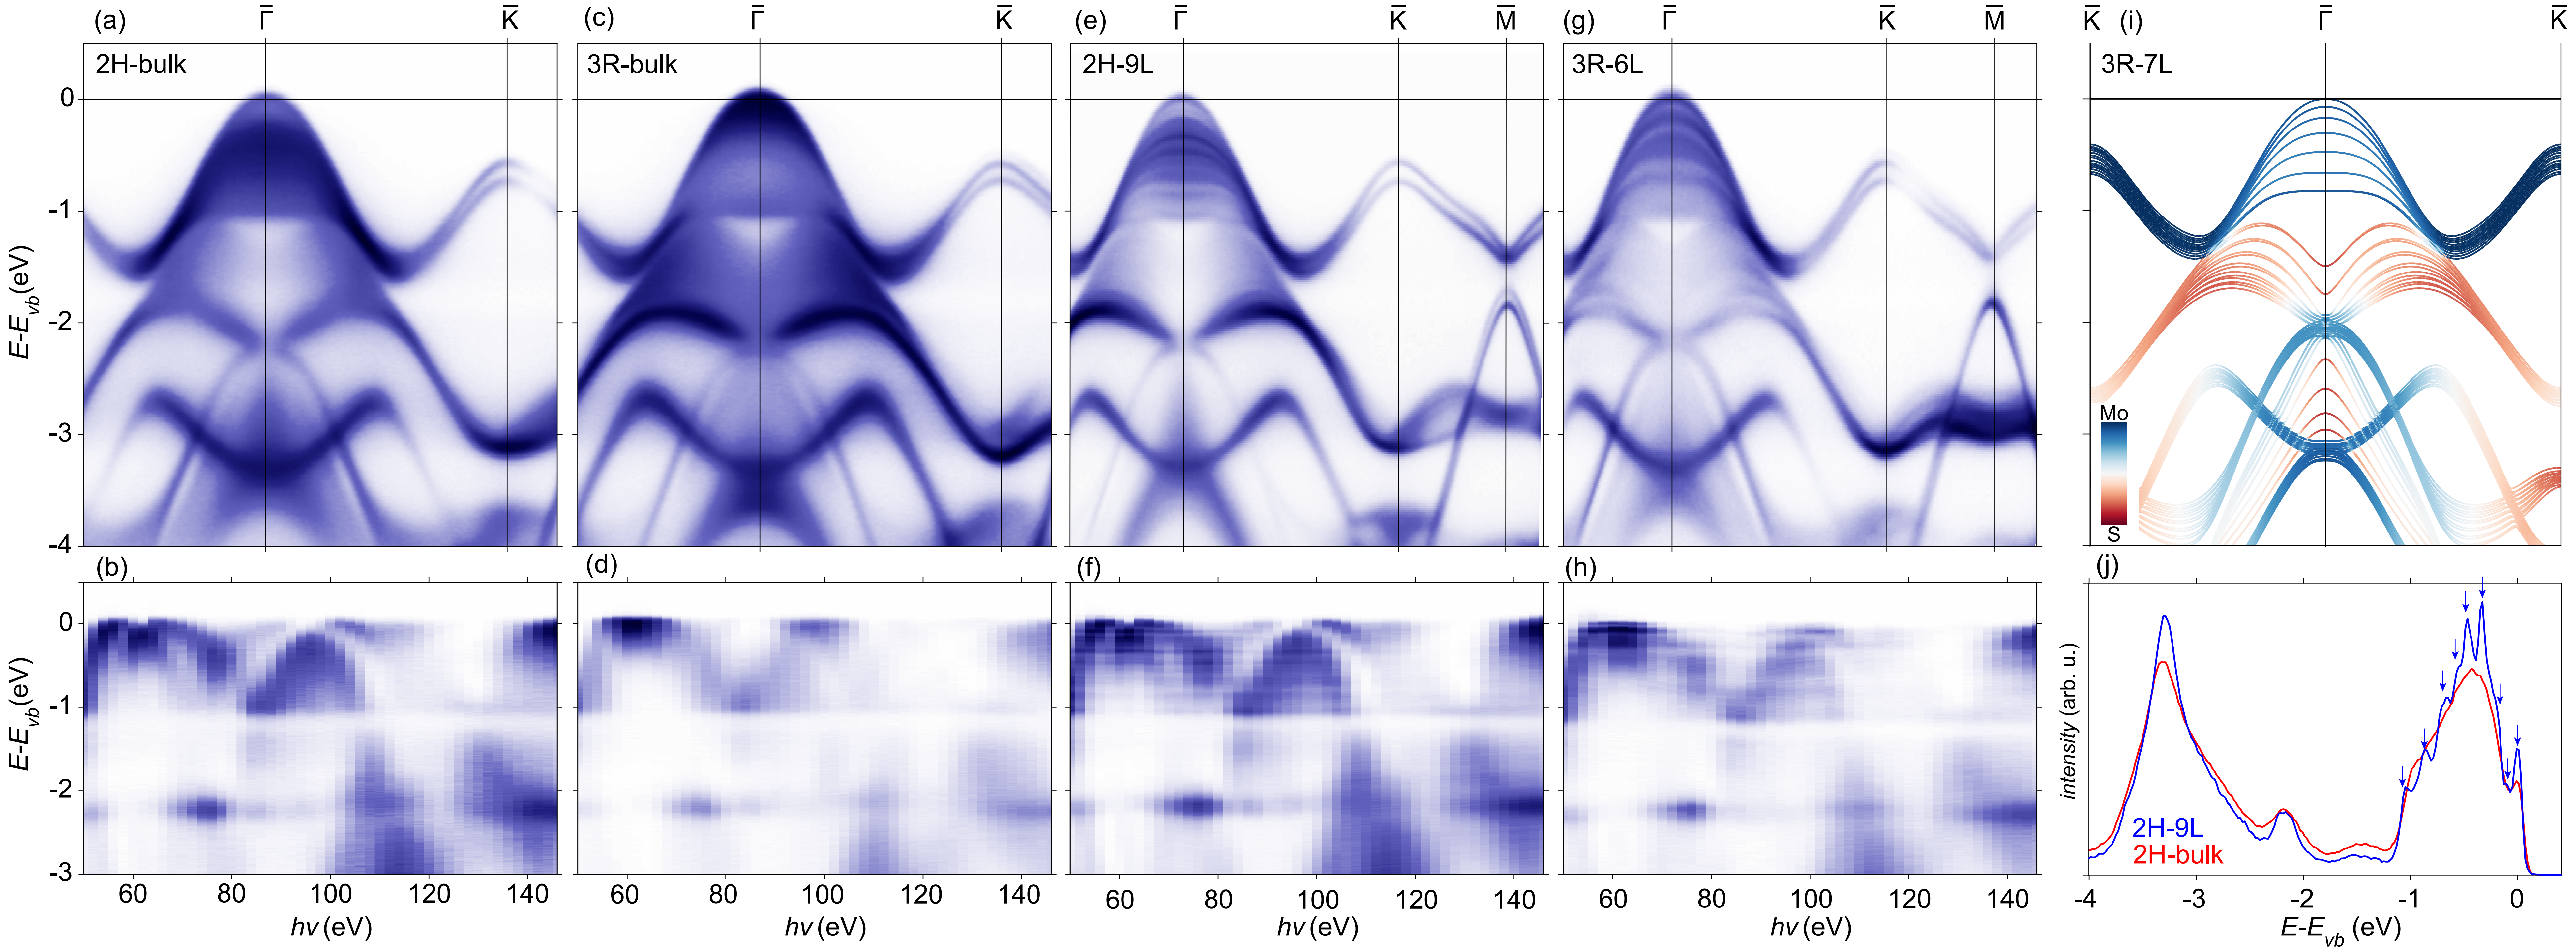 (a) Γ̅ K̅ (c) Γ̅ K̅ (e) Γ̅ K̅ M̅ (g) Γ̅ K̅ M̅ K̅ (i) Γ̅ K̅
2H-bulk 3R-bulk 2H-9L 3R-6L 3R-7L
0
-1
-2
-3
-4
E-Evb(eV)
Mo
S
(b) (d) (f) (h) (j)
0
-1
-2
-3
E-Evb(eV)
60 80 100 120 140
hν (eV)
60 80 100 120 140
hν (eV)
60 80 100 120 140
hν (eV)
60 80 100 120 140
hν (eV)
intensity (arb. u.)
2H-9L
2H-bulk
-4 -3 -2 -1 0
E-Evb (eV)